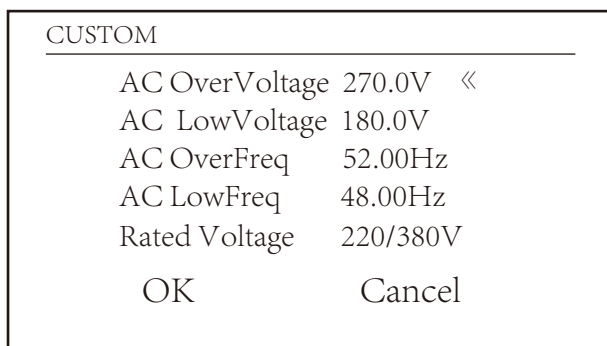 CUSTOM
AC OverVoltage 270.0V «
AC LowVoltage 180.0V
AC OverFreq 52.00Hz
AC LowFreq 48.00Hz
Rated Voltage 220/380V
OK Cancel